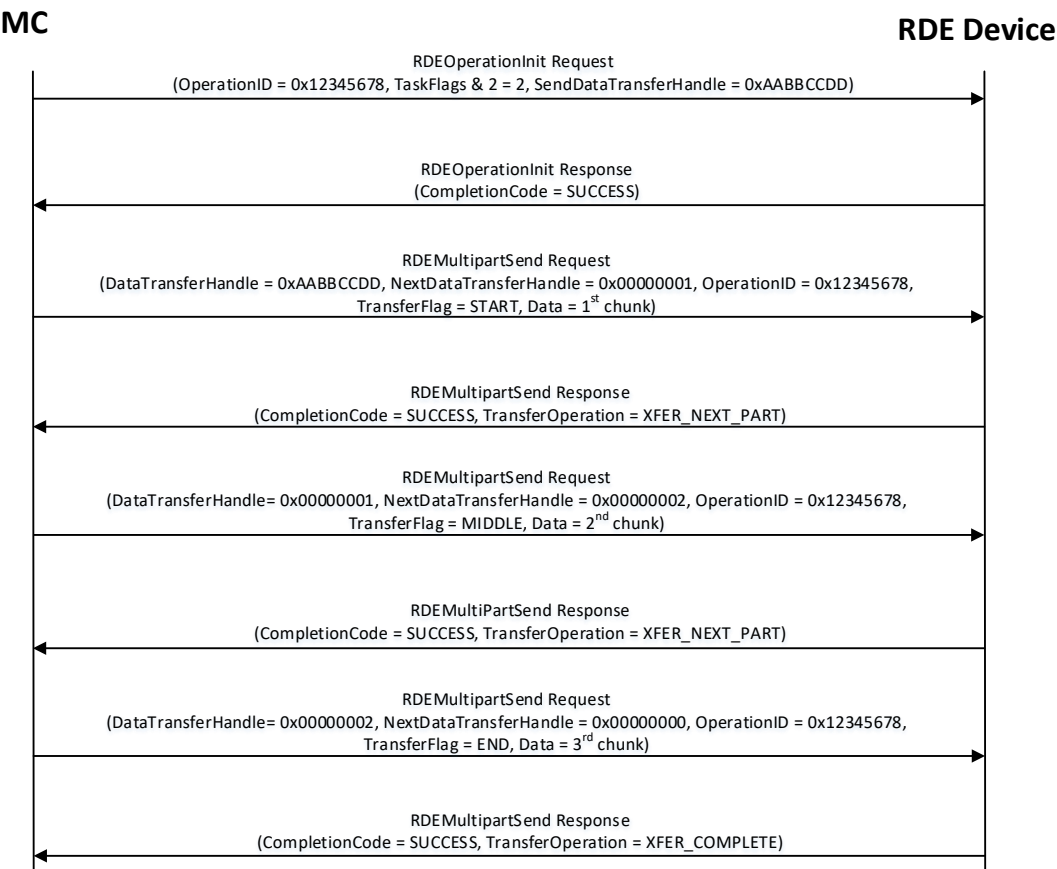 MC
RDE Device
RDEOperationInit Request
(OperationID = 0x12345678, TaskFlags & 2 = 2, SendDataTransferHandle = 0xAABBCCDD)
RDEOperationInit Response
(CompletionCode = SUCCESS)
RDEMultipartSend Request
(DataTransferHandle = 0xAABBCCDD, NextDataTransferHandle = 0x00000001, OperationID = 0x12345678,
TransferFlag = START, Data = 1st chunk)
RDEMultipartSend Response
(CompletionCode = SUCCESS, TransferOperation = XFER_NEXT_PART)
RDEMultipartSend Request
(DataTransferHandle= 0x00000001, NextDataTransferHandle = 0x00000002, OperationID = 0x12345678,
TransferFlag = MIDDLE, Data = 2nd chunk)
RDEMultiPartSend Response
(CompletionCode = SUCCESS, TransferOperation = XFER_NEXT_PART)
RDEMultipartSend Request
(DataTransferHandle= 0x00000002, NextDataTransferHandle = 0x00000000, OperationID = 0x12345678,
TransferFlag = END, Data = 3rd chunk)
RDEMultipartSend Response
(CompletionCode = SUCCESS, TransferOperation = XFER_COMPLETE)